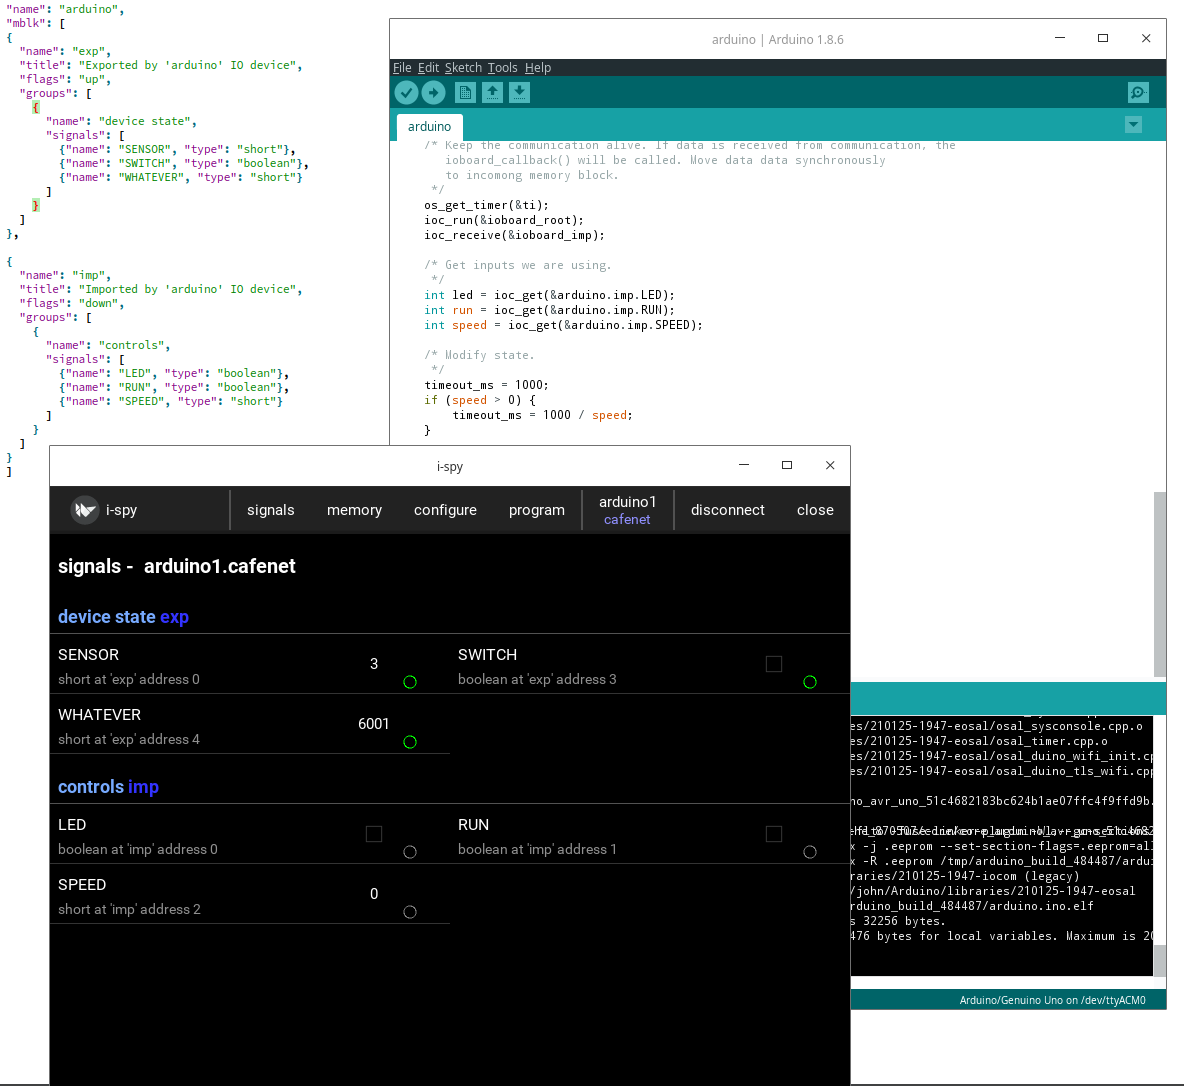 "name": "arduino",
"mblk": [
{
"name": "exp",
"title": "Exported by 'arduino' IO device",
"flags": "up",
"groups": [
{
"name": "device state",
"signals": [
{"name": "SENSOR", "type": "short"},
{"name": "SWITCH", "type": "boolean"},
{"name": "WHATEVER", "type": "short"}
]
}
]
},
{
"name": "imp",
"title": "Imported by 'arduino' IO device",
"flags": "down",
"groups": [
{
"name": "controls",
"signals": [
{"name": "LED", "type": "boolean"},
{"name": "RUN", "type": "boolean"},
{"name": "SPEED", "type": "short"}
]
}
]
}
]
arduino | Arduino 1.8.6
File Edit Sketch Tools Help
arduino
/* Keep the communication alive. If data is received from communication, the
ioboard_callback() will be called. Move data data synchronously
to incomong memory block.
*/
os_get_timer(&ti);
ioc_run(&ioboard_root);
ioc_receive(&ioboard_imp);
/* Get inputs we are using.
*/
int led = ioc_get(&arduino.imp.LED);
int run = ioc_get(&arduino.imp.RUN);
int speed = ioc_get(&arduino.imp.SPEED);
/* Modify state.
*/
timeout_ms = 1000;
if (speed > 0) {
timeout_ms = 1000 / speed;
}
i-spy
i-spy signals memory configure program arduino1 disconnect close
cafenet
signals - arduino1.cafenet
device state exp
SENSOR 3 SWITCH
short at 'exp' address 0 boolean at 'exp' address 3
WHATEVER 6001
short at 'exp' address 4
controls imp
LED RUN
boolean at 'imp' address 0 boolean at 'imp' address 1
SPEED 0
short at 'imp' address 2
es/210125-1947-eosal/osal_sysconsole.cpp.o
es/210125-1947-eosal/osal_timer.cpp.o
es/210125-1947-eosal/osal_duino_wifi_init.cp
es/210125-1947-eosal/osal_duino_tls_wifi.cpp
no_avr_uno_51c4682183bc624b1ae07ffc4f9ffd9b.
x -j .eeprom --set-section-flags=.eeprom=all
x -R .eeprom /tmp/arduino_build_484487/ardui
raries/210125-1947-iocom (legacy)
/john/Arduino/libraries/210125-1947-eosal
rduino_build_484487/arduino.ino.elf
s 32256 bytes.
476 bytes for local variables. Maximum is 20
Arduino/Genuino Uno on /dev/ttyACM0